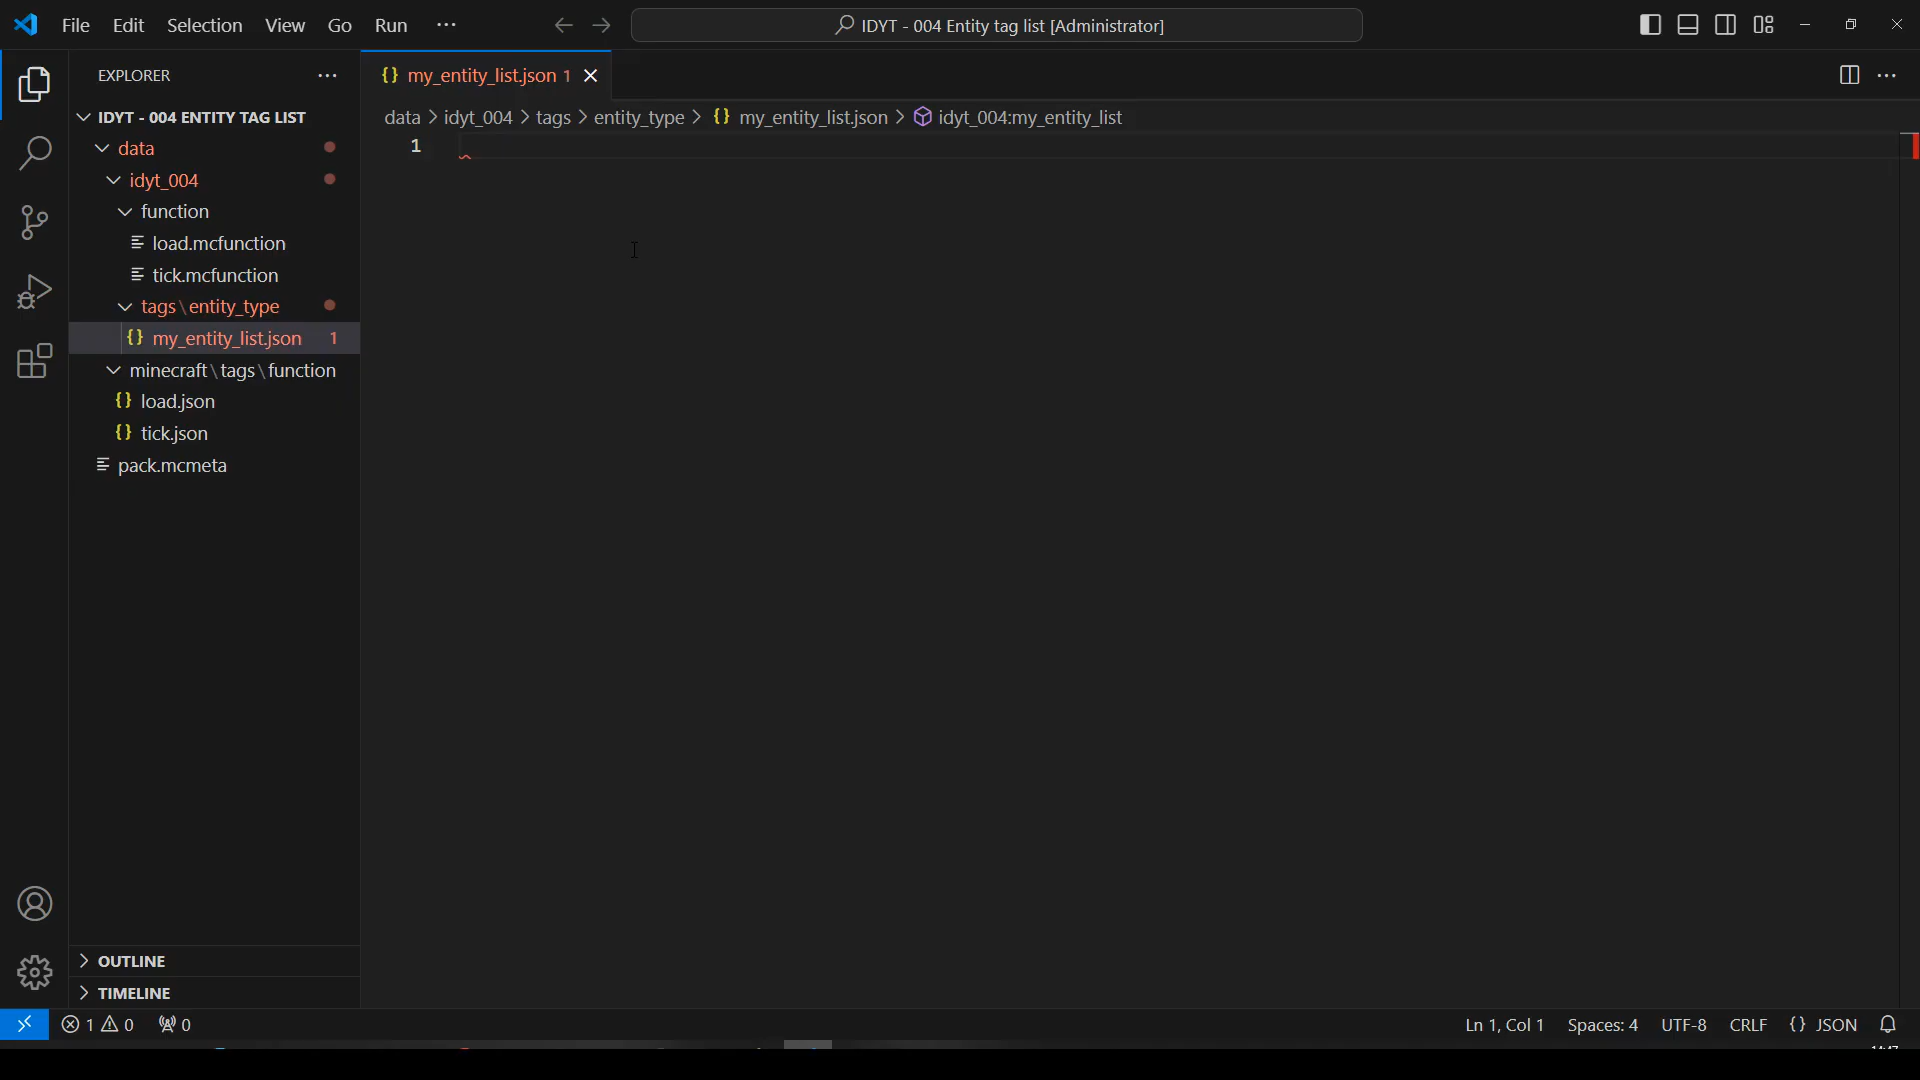 File Edit Selection View Go Run ···
IDYT - 004 Entity tag list [Administrator]
EXPLORER
my_entity_list.json 1
data > idyt_004 > tags > entity_type > {} my_entity_list.json > idyt_004:my_entity_list
1
IDYT - 004 ENTITY TAG LIST
data
idyt_004
function
load.mcfunction
tick.mcfunction
tags\entity_type
{} my_entity_list.json 1
minecraft\tags\function
{} load.json
{} tick.json
pack.mcmeta
OUTLINE
TIMELINE
1 0 0
Ln 1, Col 1 Spaces: 4 UTF-8 CRLF {} JSON